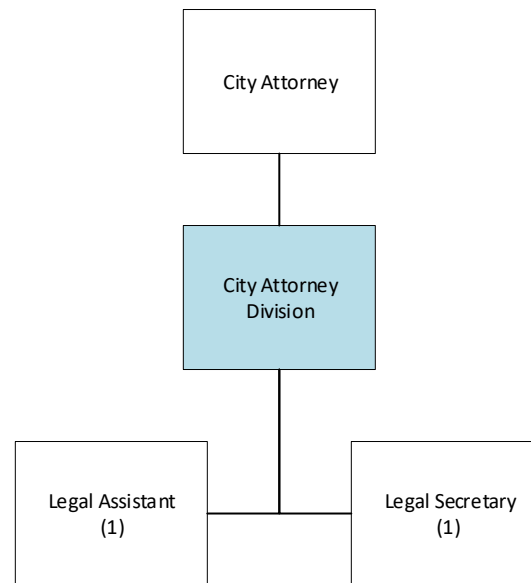 City Attorney
City Attorney
Division
Legal Assistant
(1)
Legal Secretary
(1)